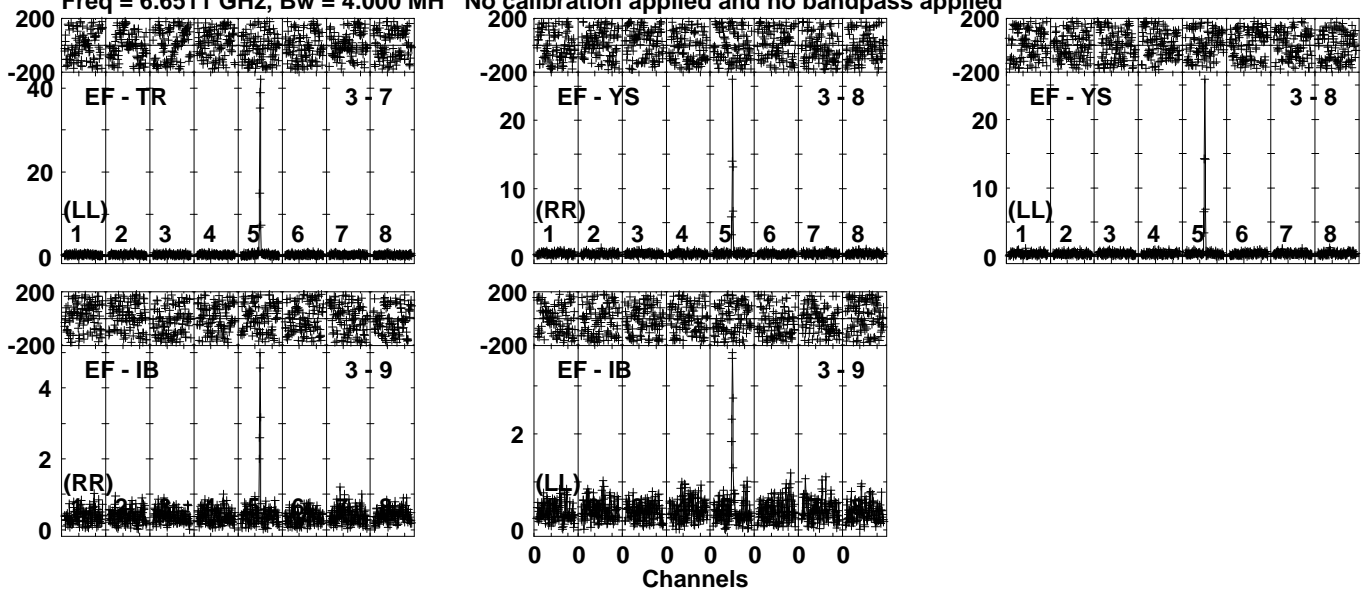 Freq = 6.6511 GHz, Bw = 4.000 MH No calibration applied and no bandpass applied
200
-200
40
20
0
EF - TR 3 - 7
(LL)
1 2 3 4 5 6 7 8
200
-200
20
10
0
EF - YS 3 - 8
(RR)
1 2 3 4 5 6 7 8
200
-200
20
10
0
EF - YS 3 - 8
(LL)
1 2 3 4 5 6 7 8
200
-200
4
2
0
EF - IB 3 - 9
(RR)
200
-200
2
0
EF - IB 3 - 9
(LL)
0 0 0 0 0 0 0 0
Channels